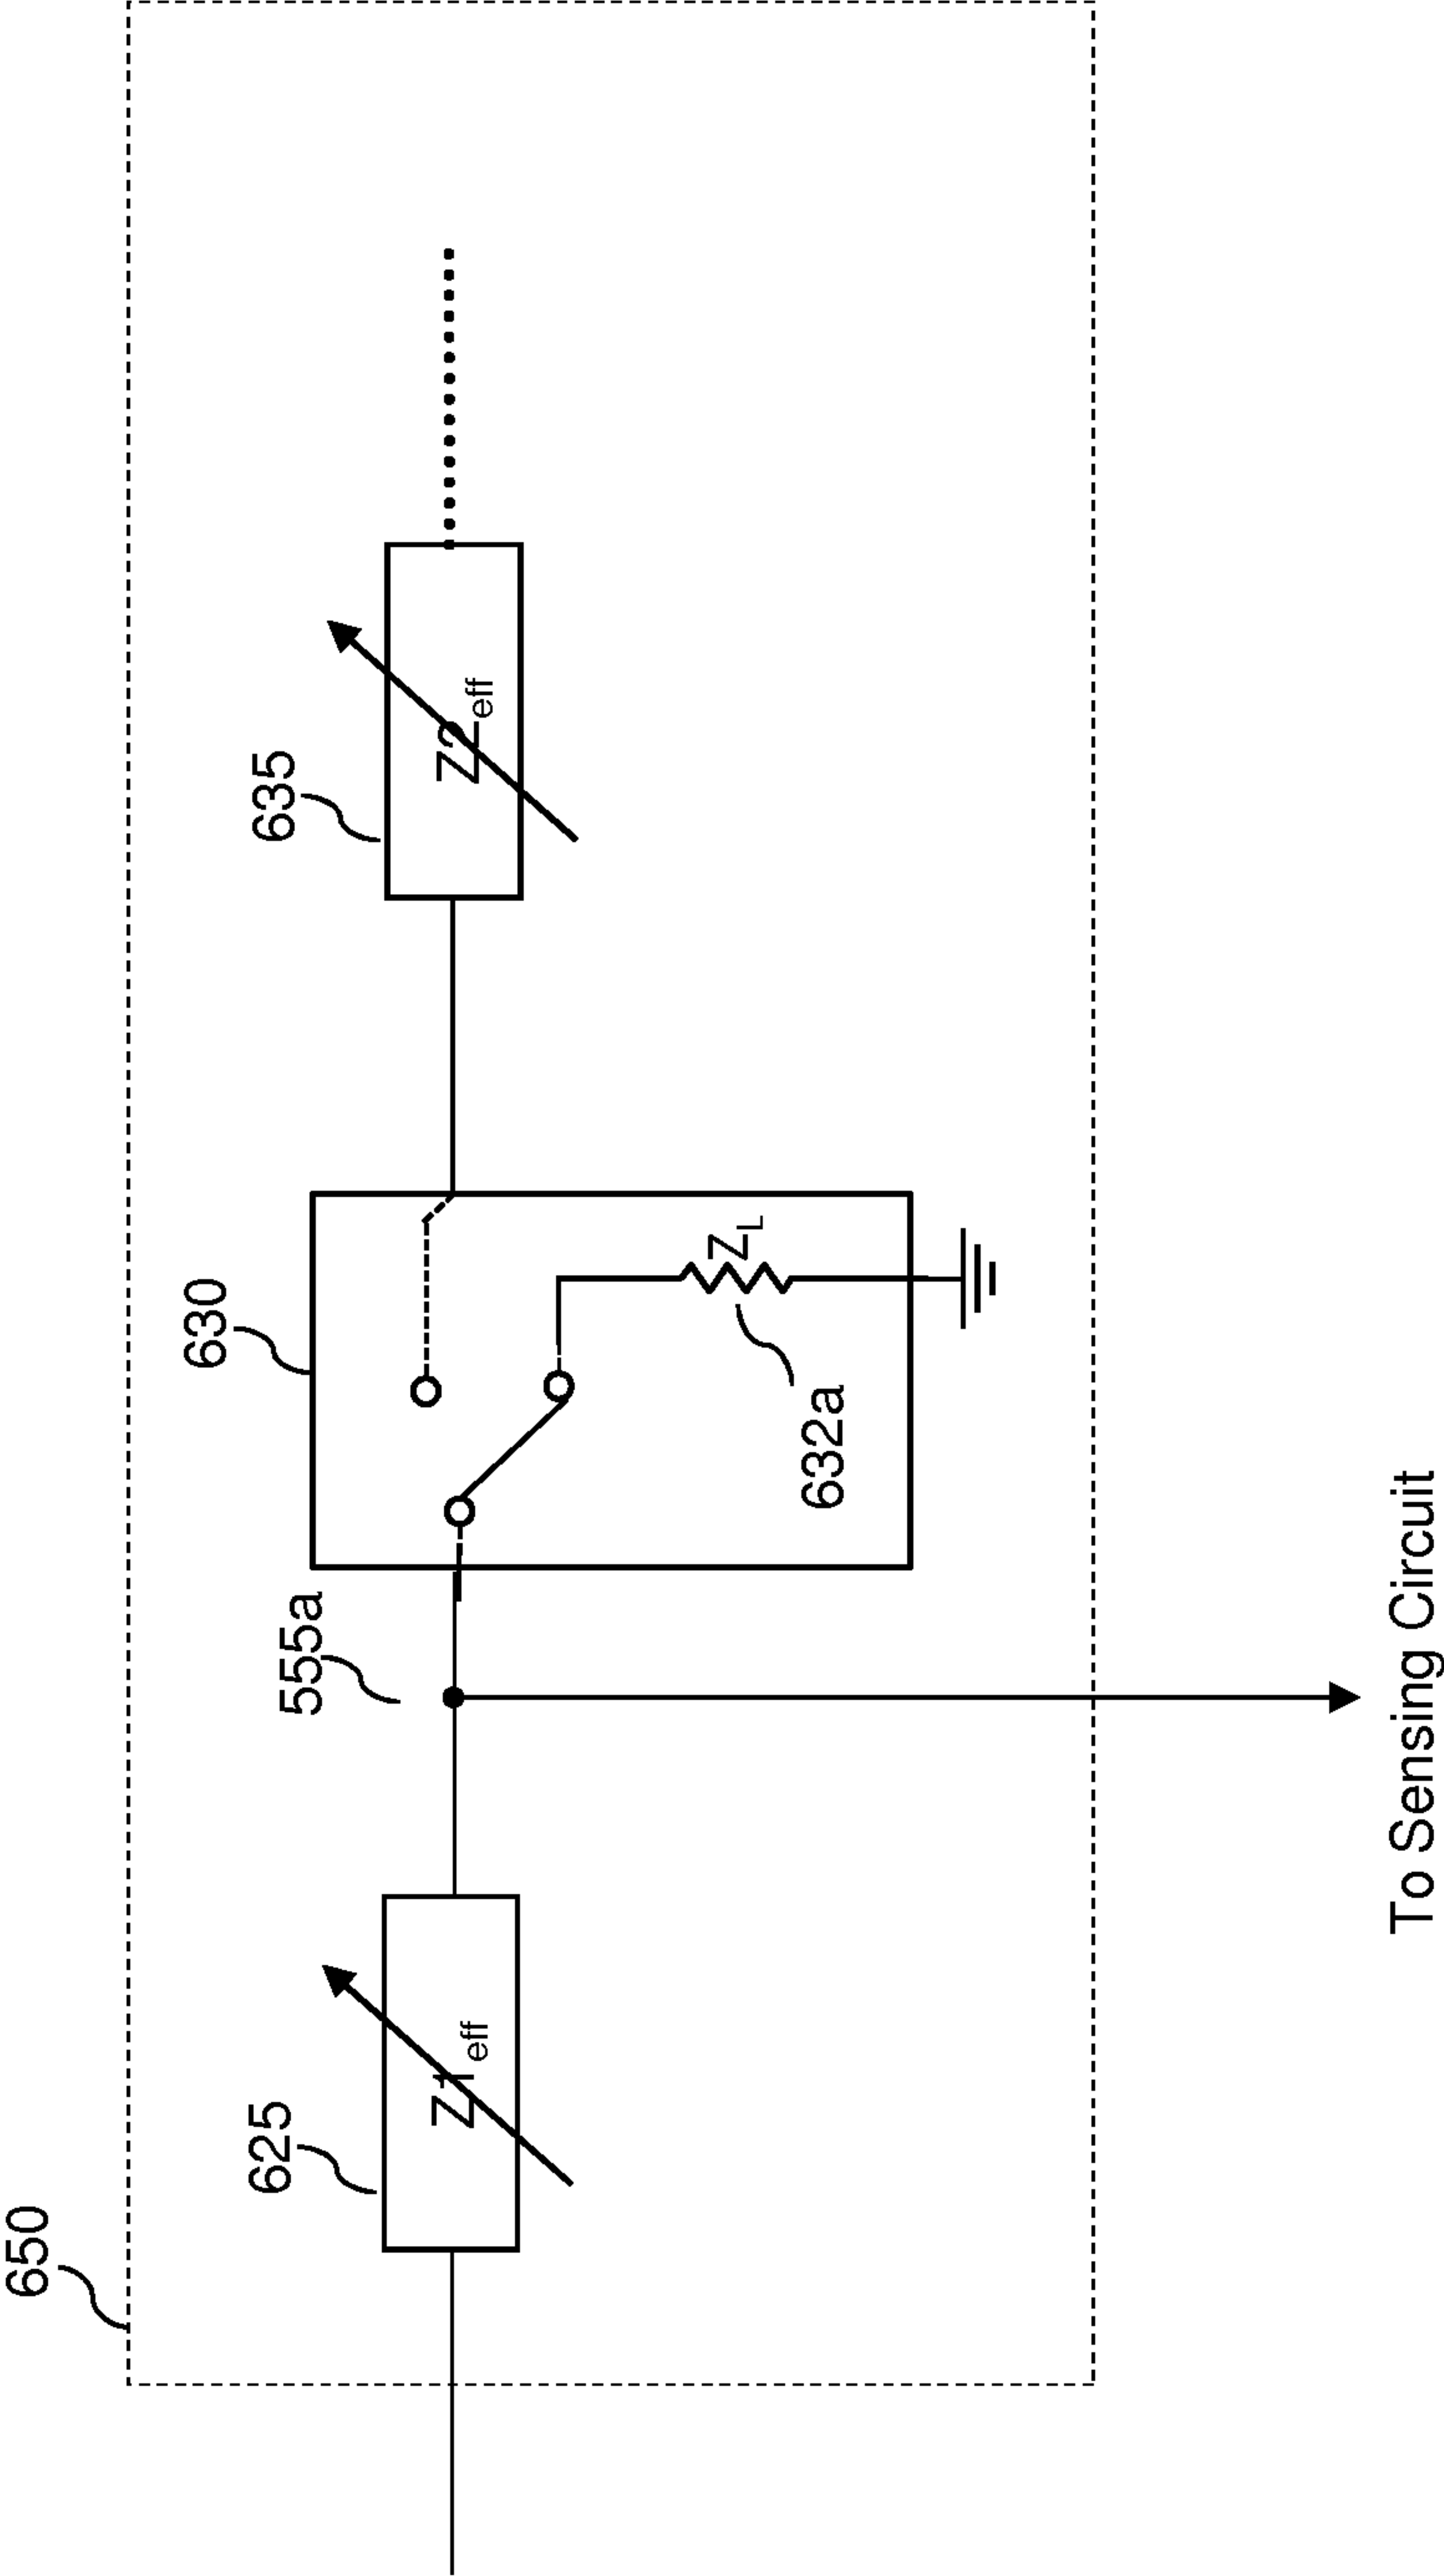 650
625
Z1eff
555a
630
632a
ZL
635
Z2eff
To Sensing Circuit